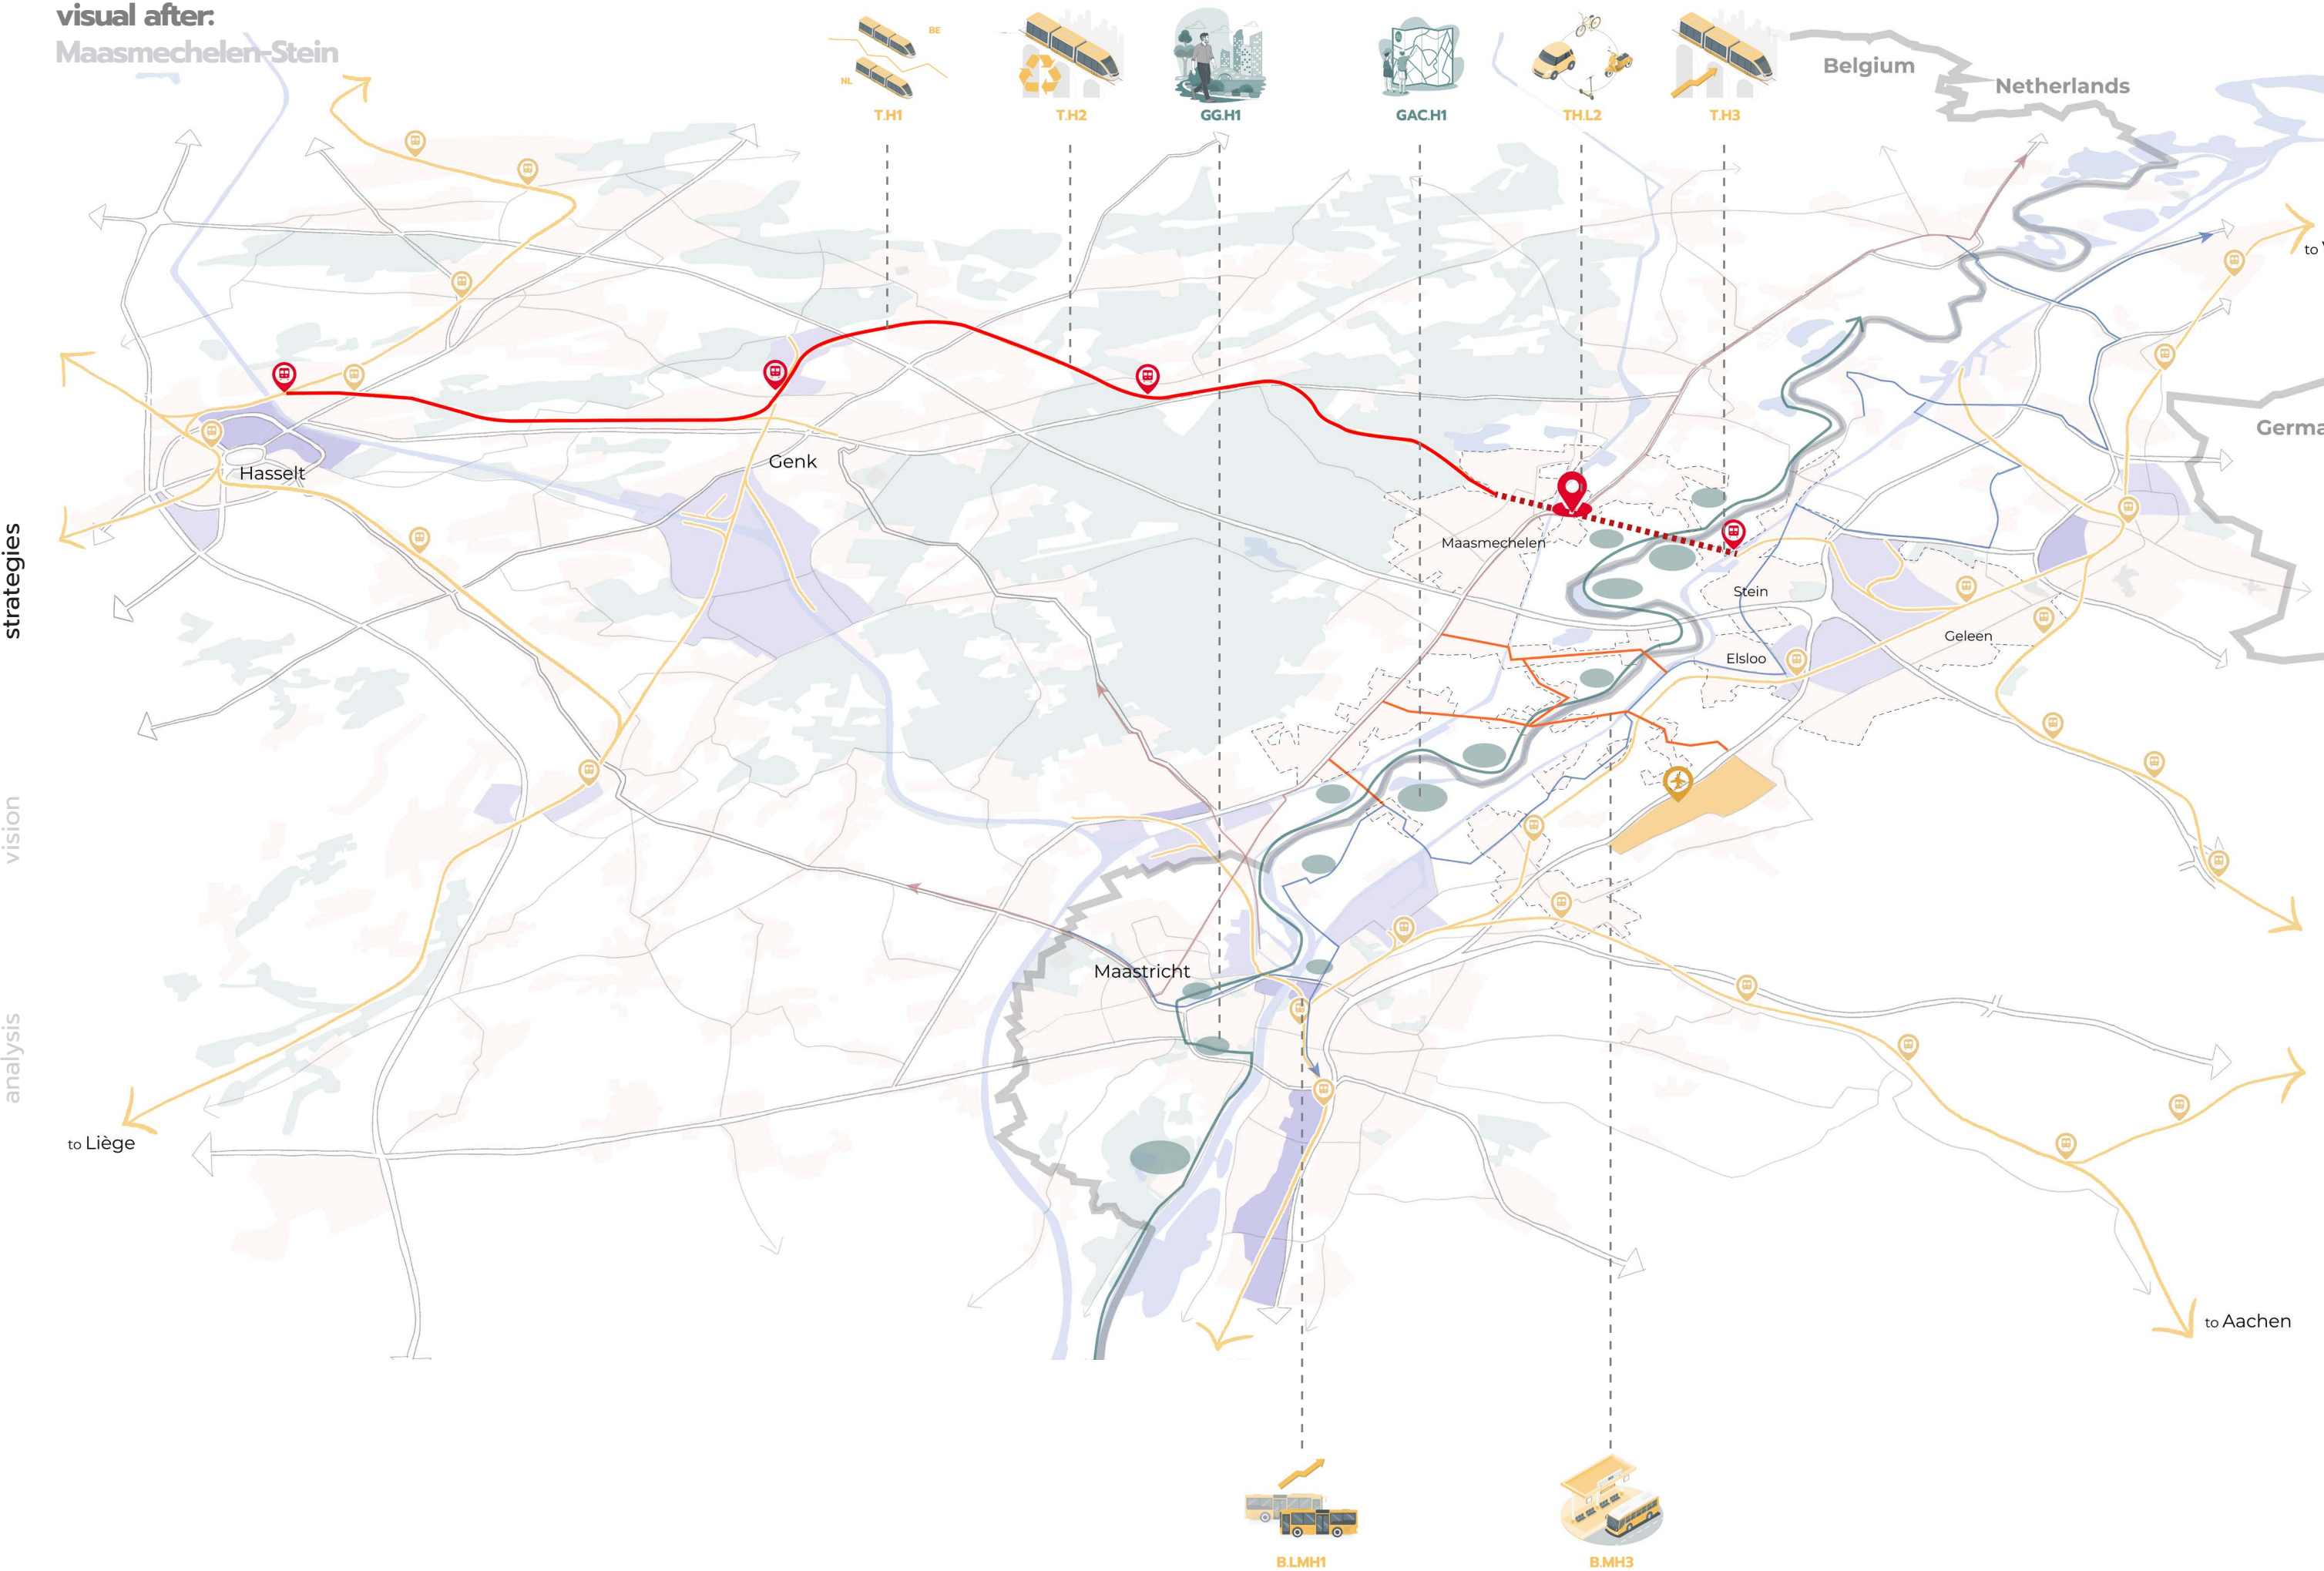 visual after:
Maasmechelen-Stein
BE
NL
T.H1
T.H2
GG.H1
GAC.H1
TH.L2
T.H3
Belgium
Netherlands
to
Germa
Hasselt
Genk
Maasmechelen
Stein
Geleen
Elsloo
strategies
vision
analysis
Maastricht
to Liège
to Aachen
B.LMH1
B.MH3